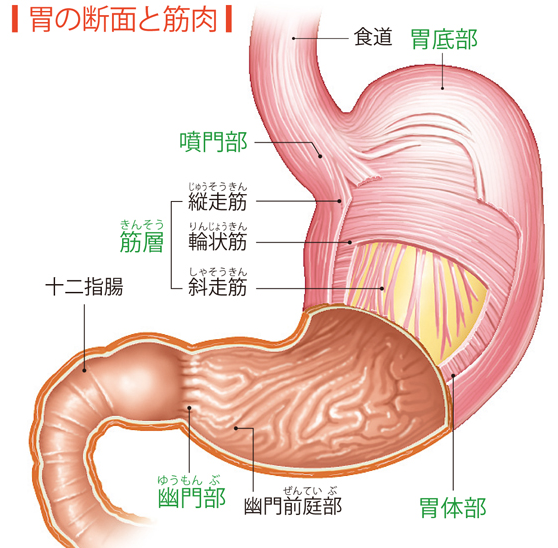 胃の断面と筋肉
食道
胃底部
噴門部
じゅうそうきん
縦走筋
きんそう
筋層
りんじょうきん
輪状筋
しゃそうきん
斜走筋
十二指腸
ゆうもんぶ
幽門部
ぜんていぶ
幽門前庭部
胃体部